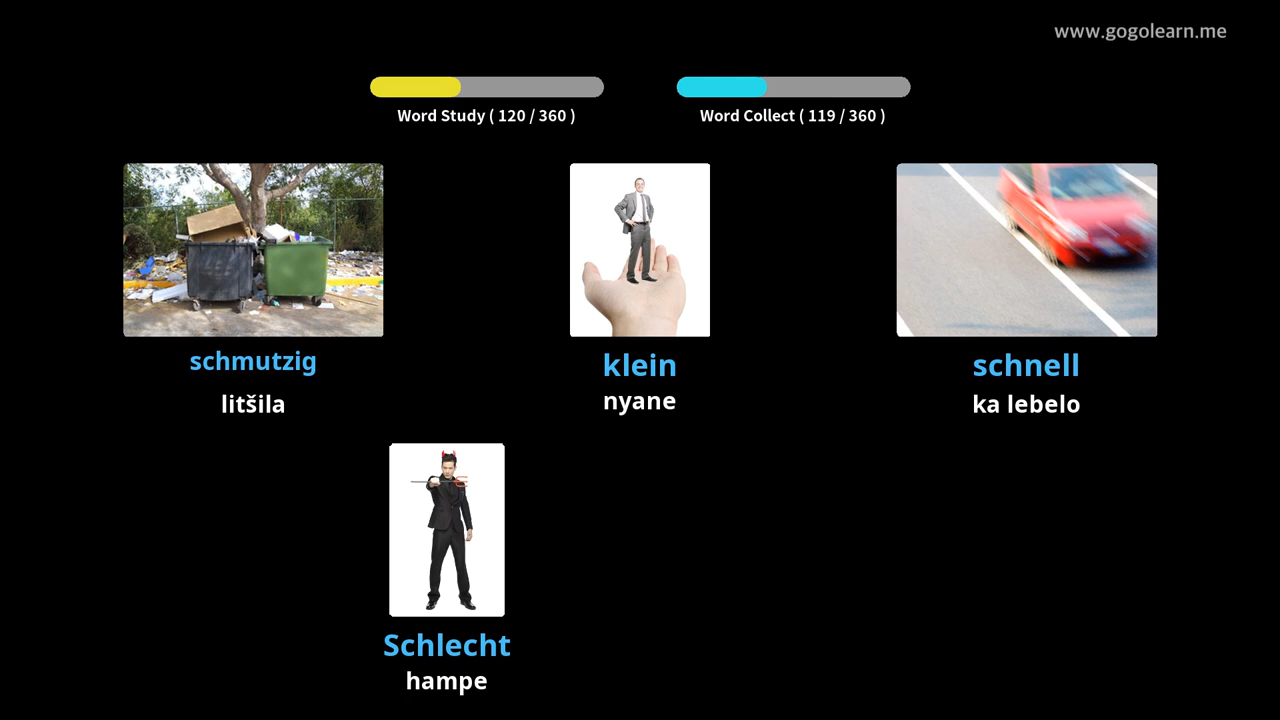 www.gogolearn.me
Word Study ( 120 / 360 )
Word Collect ( 119 / 360 )
schmutzig
litšila
klein
nyane
schnell
ka lebelo
Schlecht
hampe